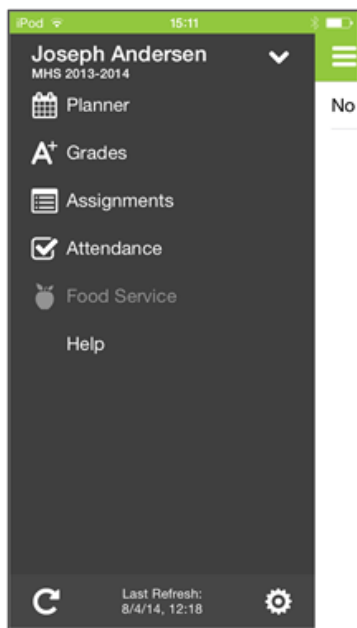 iPod 15:11
Joseph Andersen
MHS 2013-2014
Planner
No
A+ Grades
Assignments
Attendance
Food Service
Help
Last Refresh:
8/4/14, 12:18